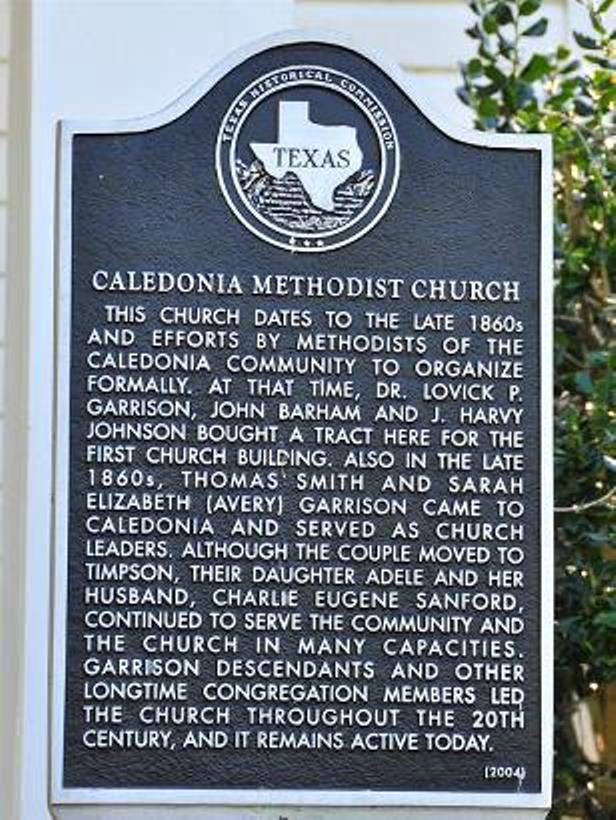 TEXAS HISTORICAL COMMISSION
TEXAS
CALEDONIA METHODIST CHURCH
THIS CHURCH DATES TO THE LATE 1860s
AND EFFORTS BY METHODISTS OF THE
CALEDONIA COMMUNITY TO ORGANIZE
FORMALLY. AT THAT TIME, DR. LOVICK P.
GARRISON, JOHN BARHAM AND J. HARVY
JOHNSON BOUGHT A TRACT HERE FOR THE
FIRST CHURCH BUILDING. ALSO IN THE LATE
1860s, THOMAS SMITH AND SARAH
ELIZABETH (AVERY) GARRISON CAME TO
CALEDONIA AND SERVED AS CHURCH
LEADERS. ALTHOUGH THE COUPLE MOVED TO
TIMPSON, THEIR DAUGHTER ADELE AND HER
HUSBAND, CHARLIE EUGENE SANFORD,
CONTINUED TO SERVE THE COMMUNITY AND
THE CHURCH IN MANY CAPACITIES.
GARRISON DESCENDANTS AND OTHER
LONGTIME CONGREGATION MEMBERS LED
THE CHURCH THROUGHOUT THE 20TH
CENTURY, AND IT REMAINS ACTIVE TODAY.
(2004)